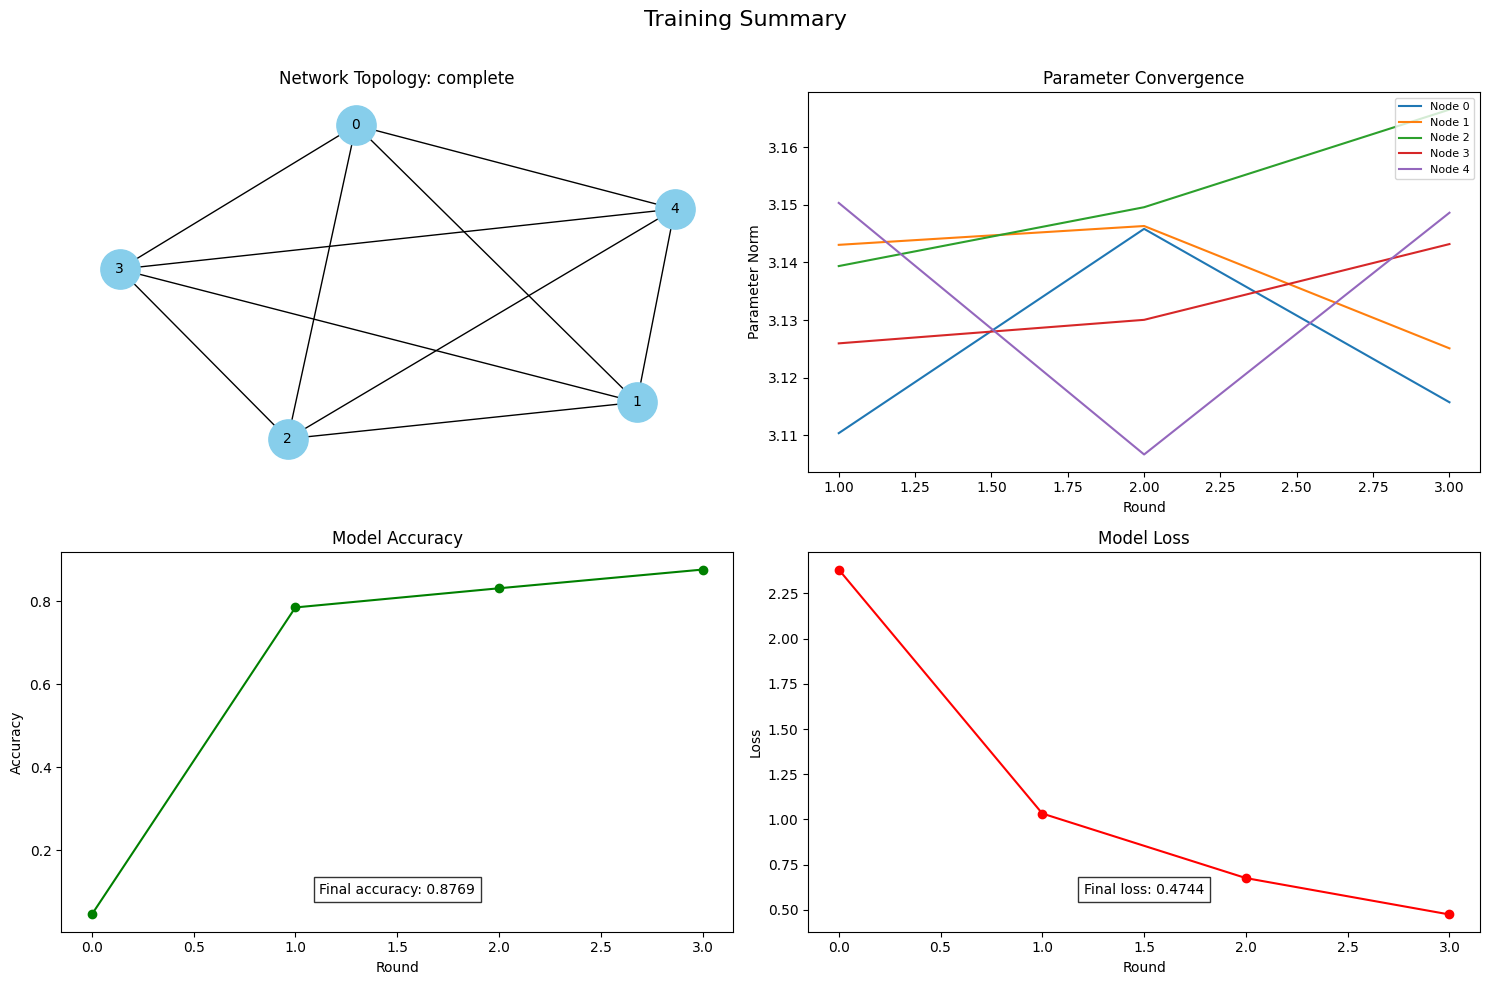 Training Summary
Network Topology: complete
0
4
3
1
2
Parameter Convergence
Node 0
Node 1
Node 2
Node 3
Node 4
Parameter Norm
3.16
3.15
3.14
3.13
3.12
3.11
1.00 1.25 1.50 1.75 2.00 2.25 2.50 2.75 3.00
Round
Model Accuracy
Accuracy
0.8
0.6
0.4
0.2
Final accuracy: 0.8769
0.0 0.5 1.0 1.5 2.0 2.5 3.0
Round
Model Loss
Loss
2.25
2.00
1.75
1.50
1.25
1.00
0.75
0.50
Final loss: 0.4744
0.0 0.5 1.0 1.5 2.0 2.5 3.0
Round